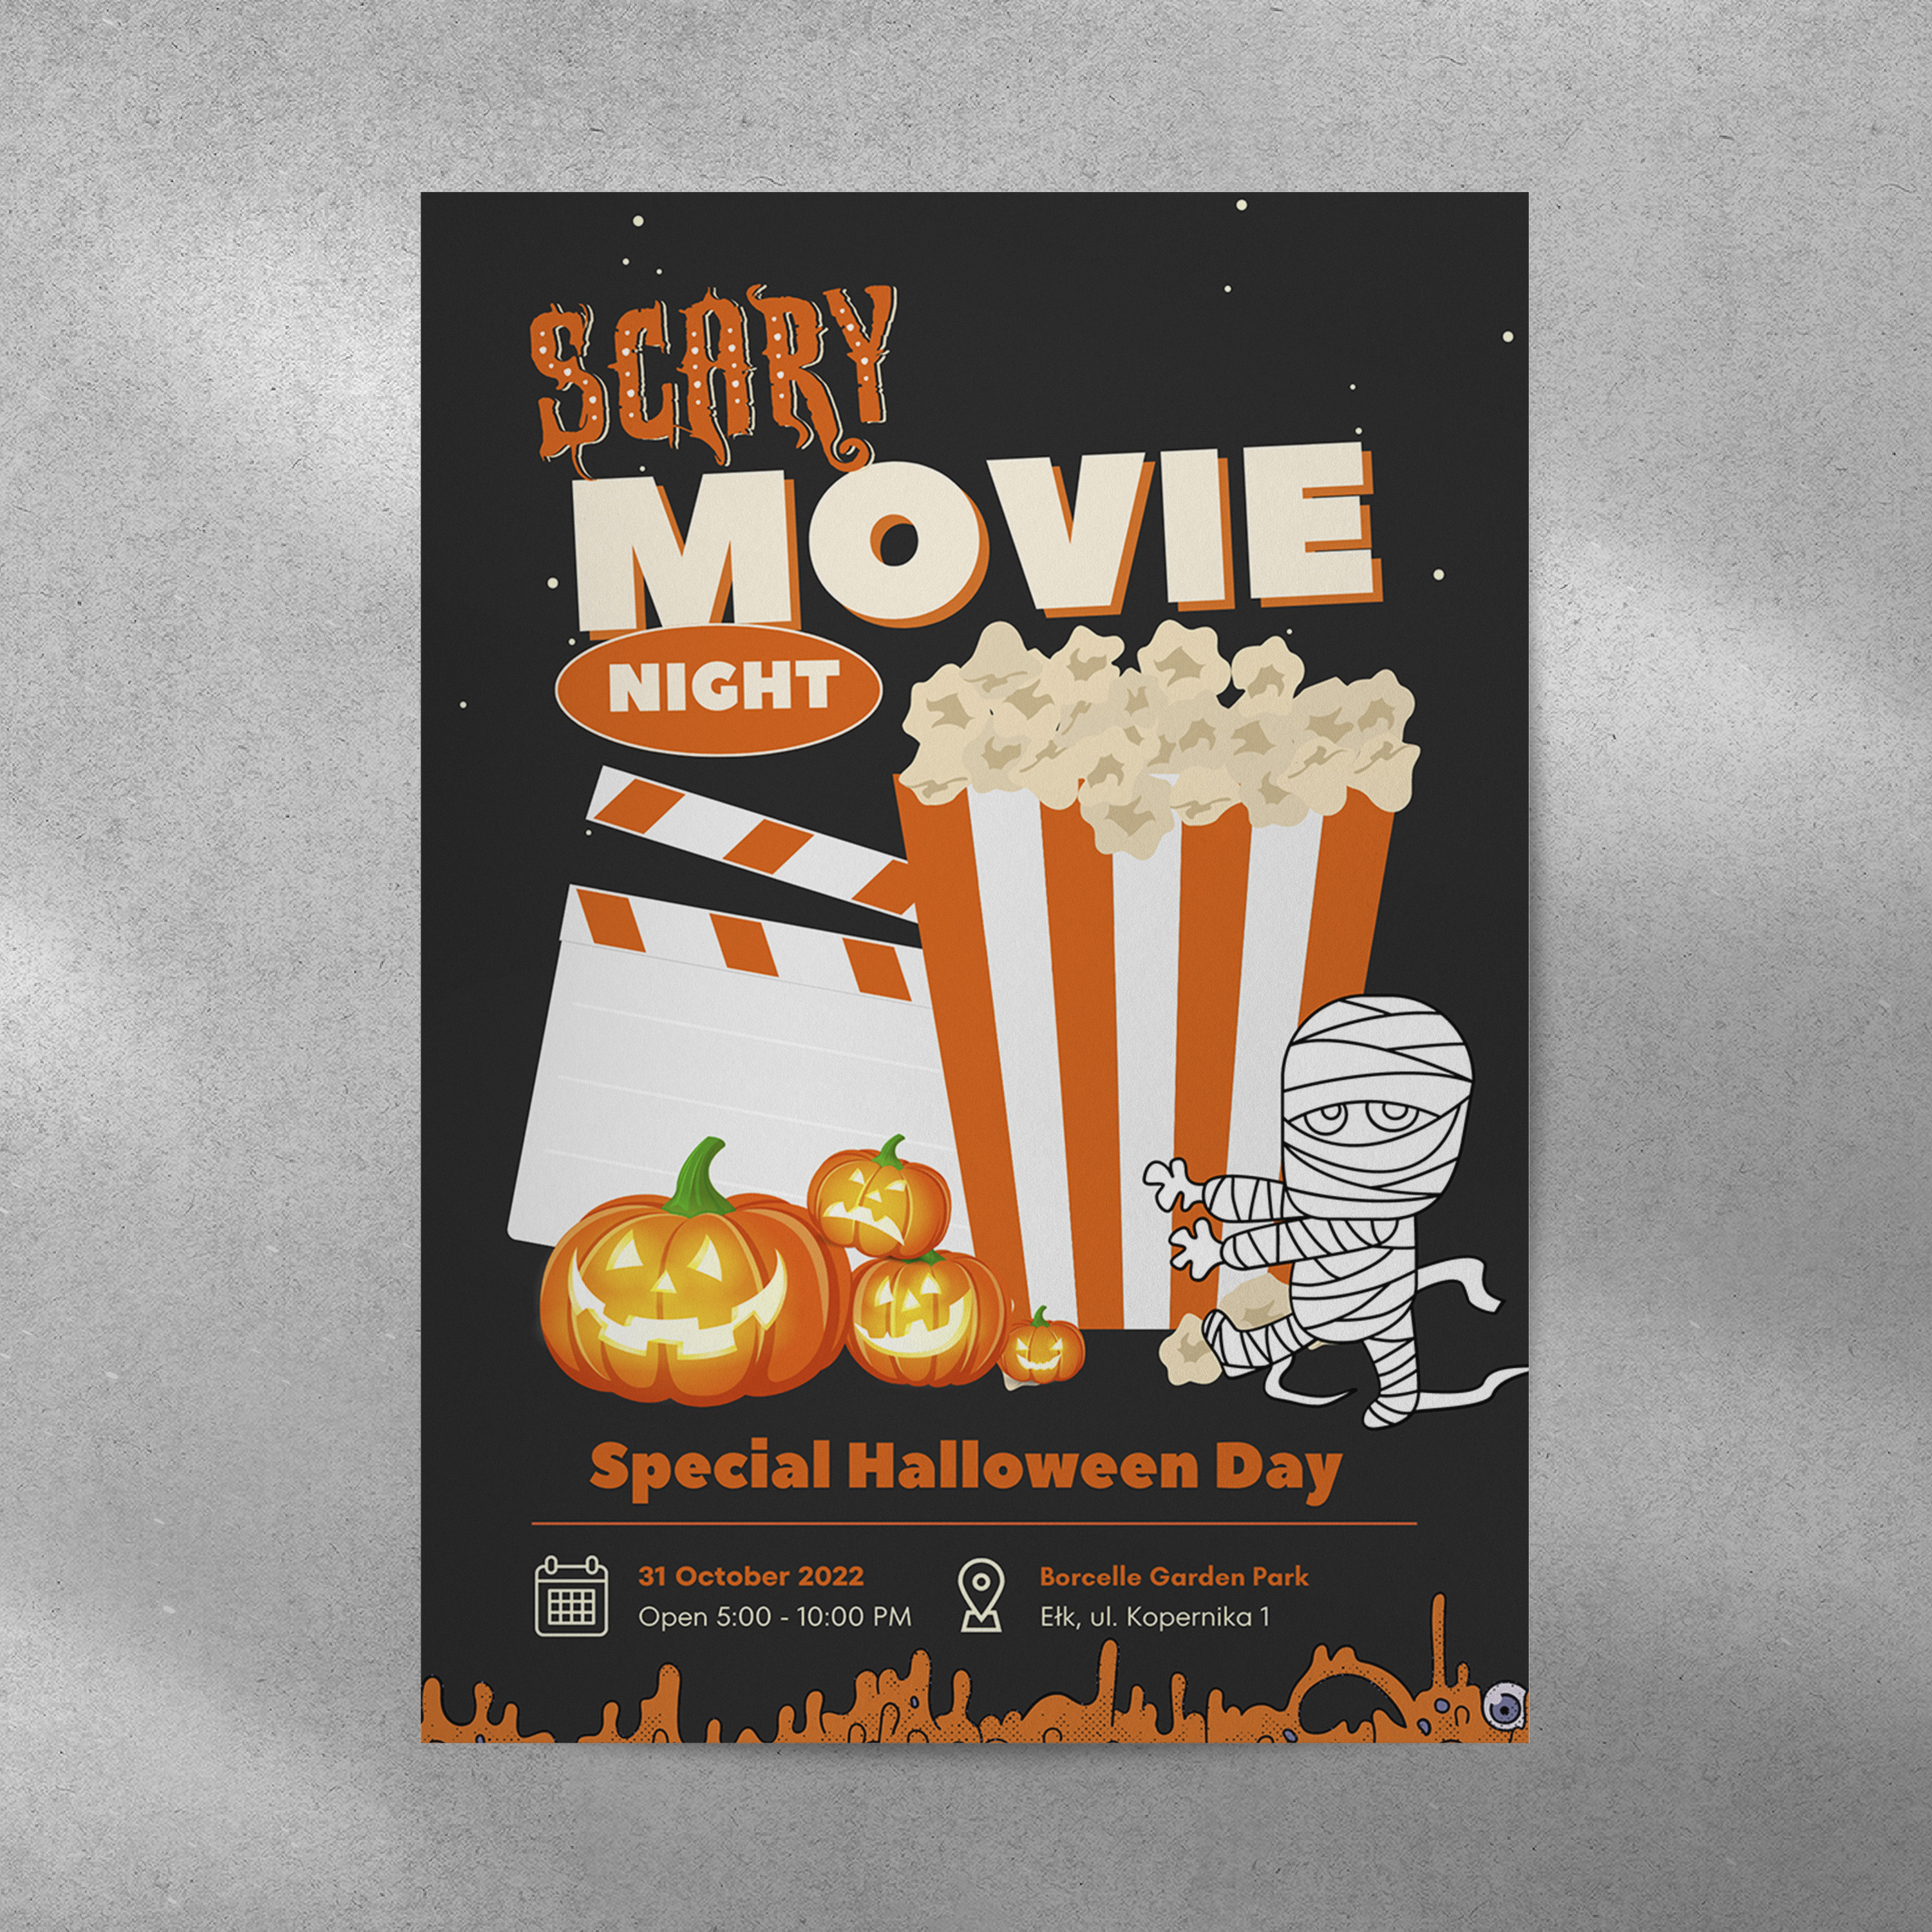 SCARY
MOVIE
NIGHT
Special Halloween Day
31 October 2022
Open 5:00 - 10:00 PM
Borcelle Garden Park
Ełk, ul. Kopernika 1